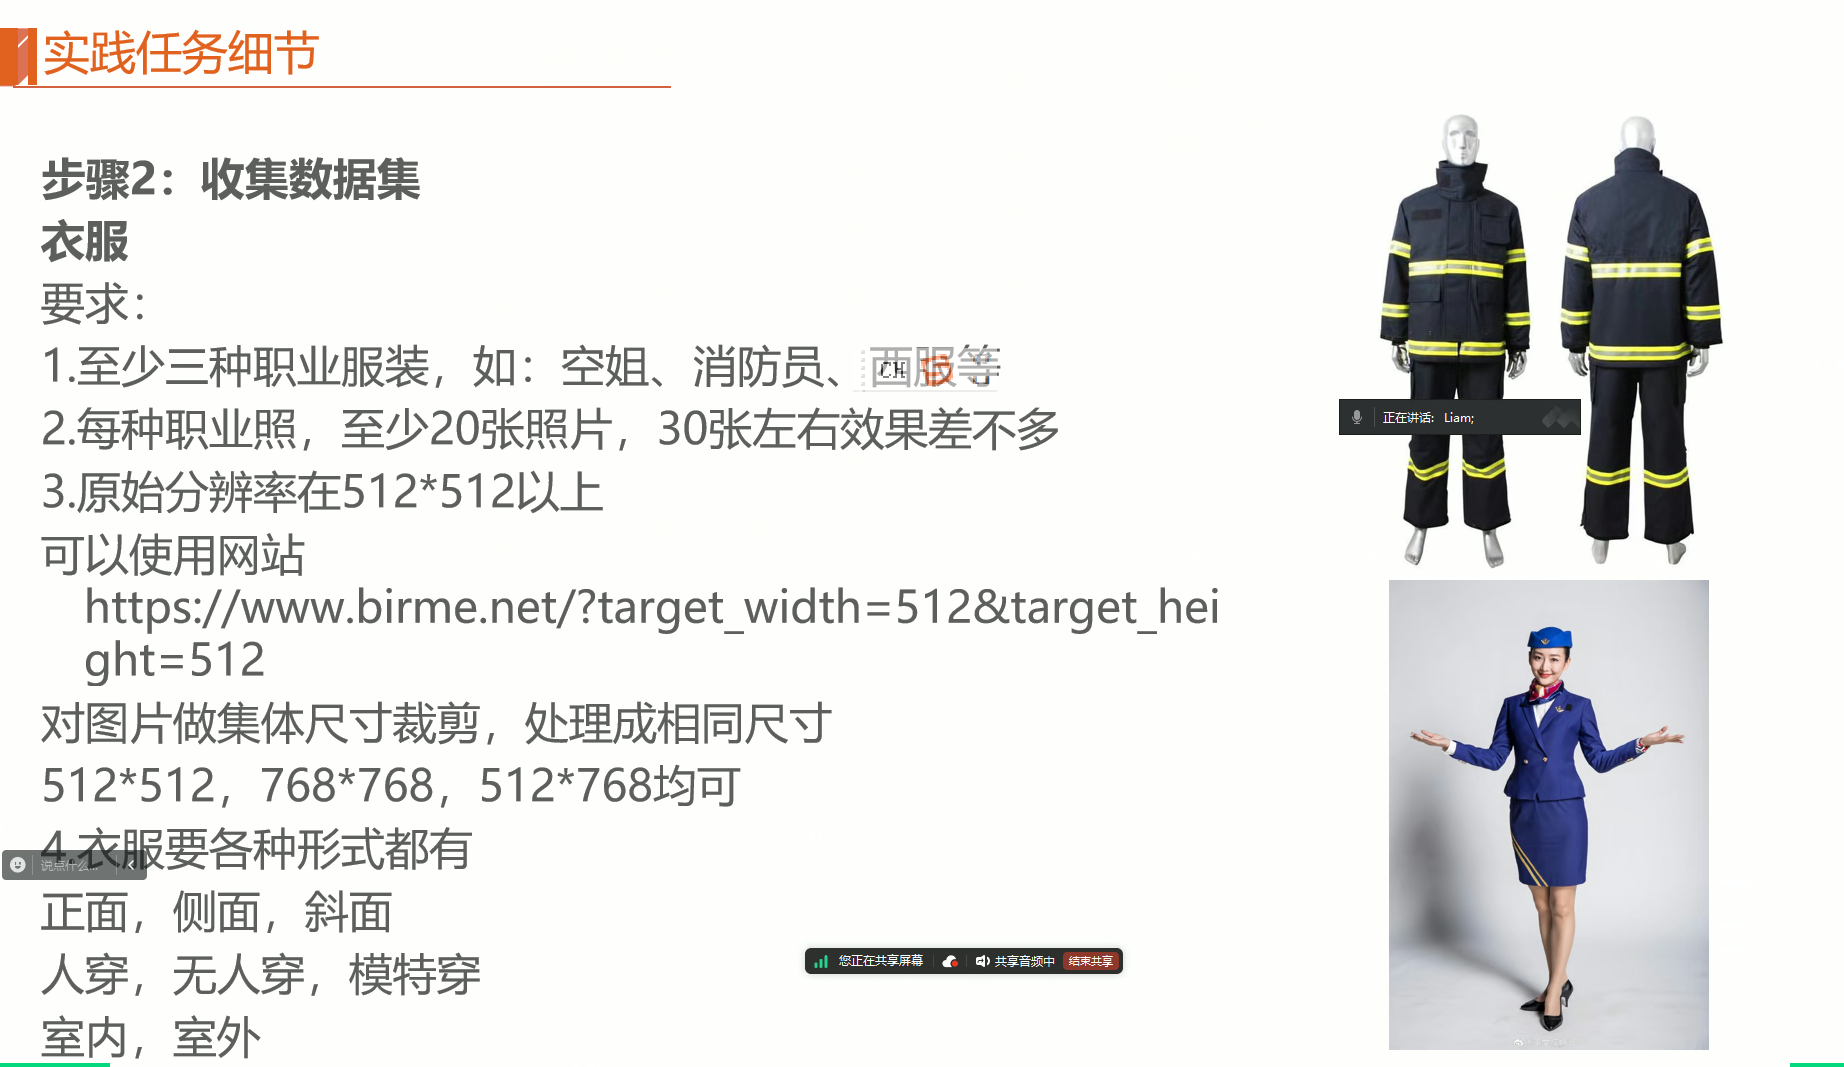 实践任务细节
步骤2：收集数据集
衣服
要求：
1.至少三种职业服装，如：空姐、消防员、西服等
CH
2.每种职业照，至少20张照片，30张左右效果差不多
正在讲话: Liam;
3.原始分辨率在512*512以上
可以使用网站
https://www.birme.net/?target_width=512&target_hei
ght=512
对图片做集体尺寸裁剪，处理成相同尺寸
512*512，768*768，512*768均可
4.衣服要各种形式都有
说点什么...
正面，侧面，斜面
人穿，无人穿，模特穿
您正在共享屏幕 共享音频中 结束共享
室内，室外